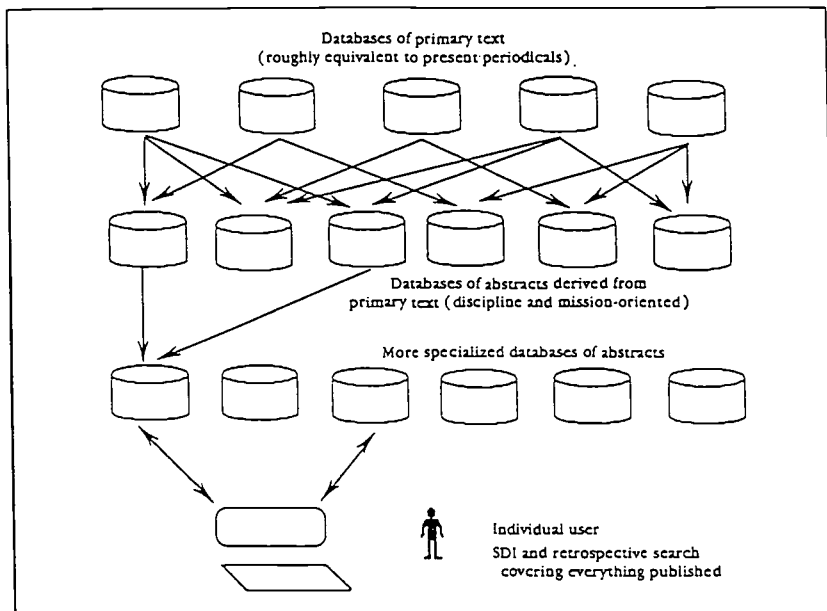 Databases of primary text
(roughly equivalent to present periodicals).
Databases of abstracts derived from
primary text (discipline and mission-oriented)
More specialized databases of abstracts
Individual user
SDI and retrospective search
covering everything published